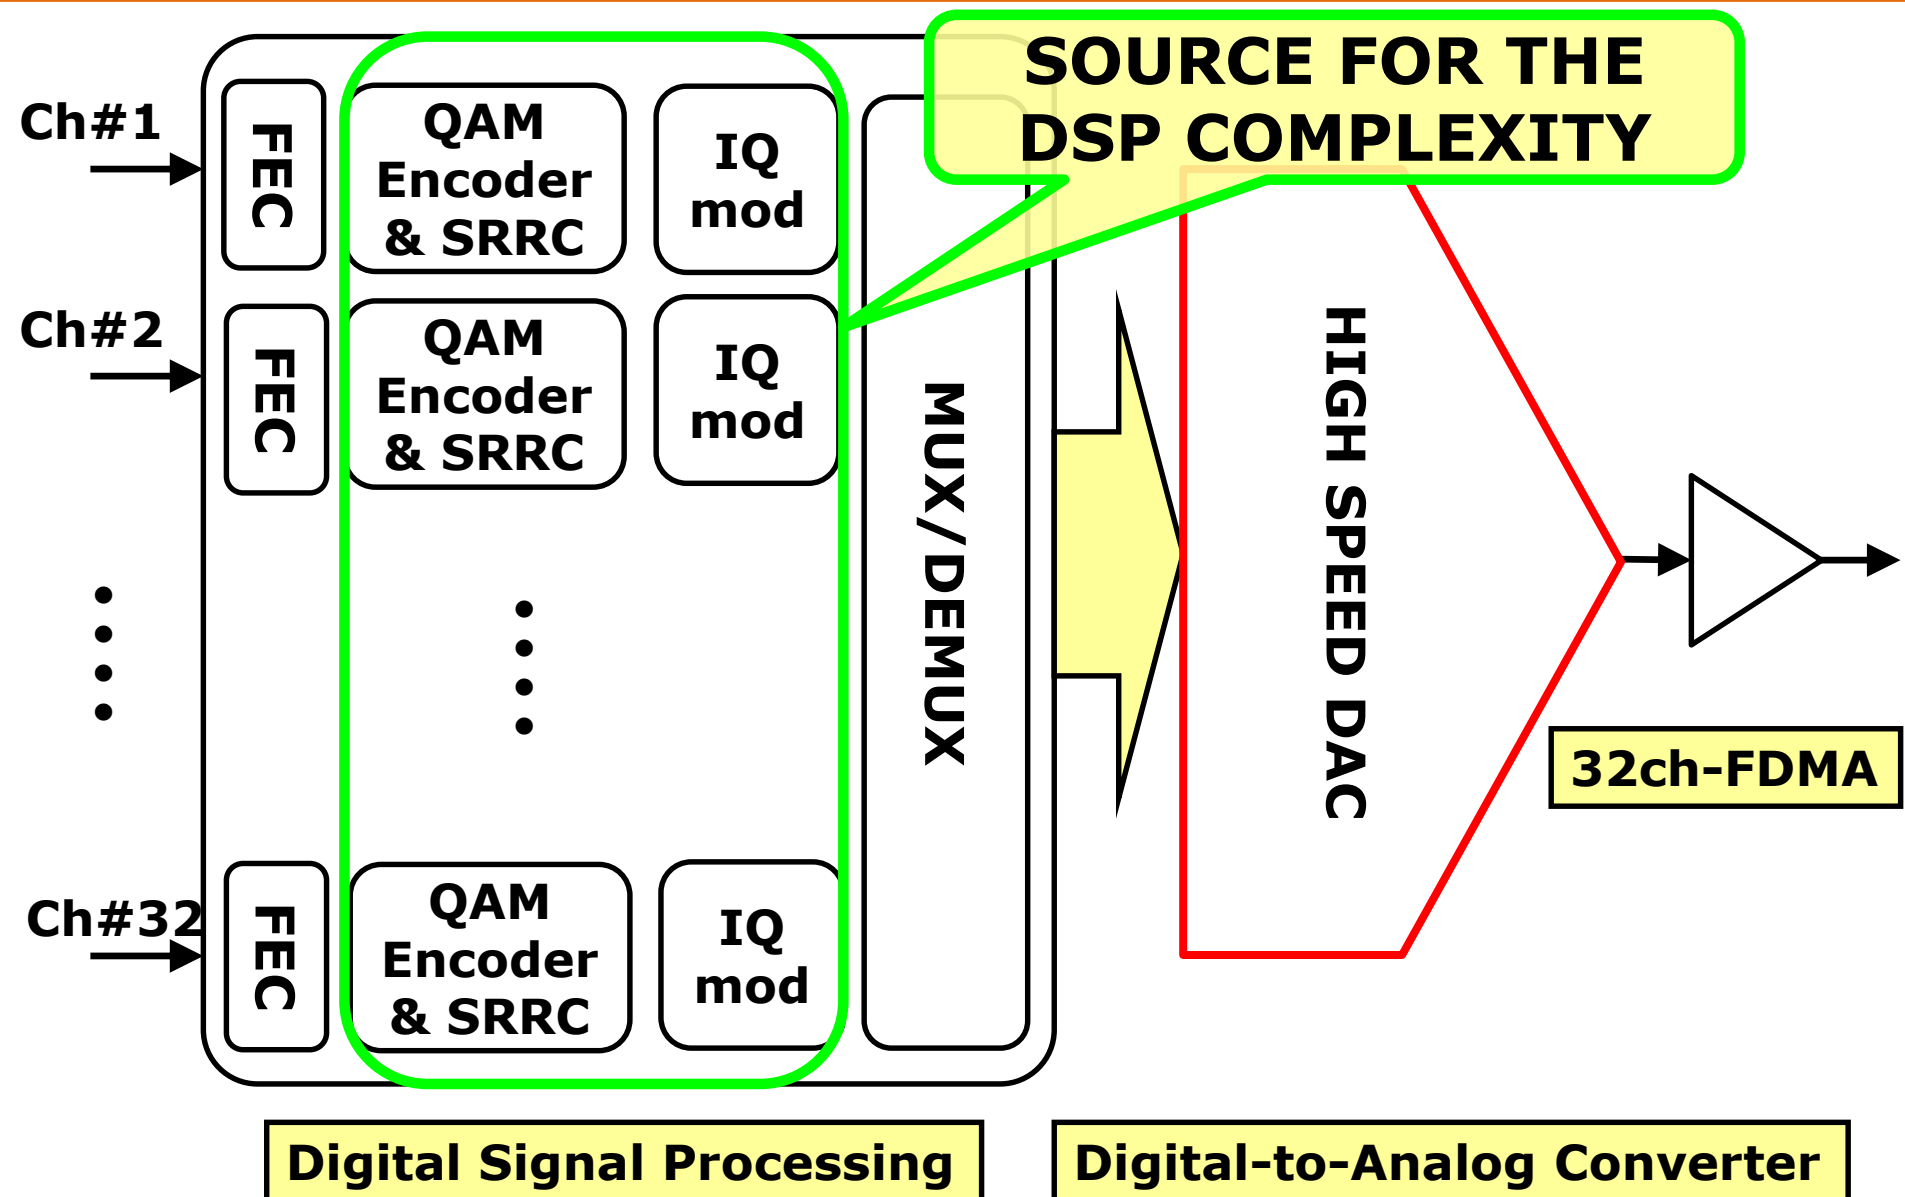 SOURCE FOR THE
DSP COMPLEXITY
Ch#1
FEC
QAM
Encoder
& SRRC
IQ
mod
Ch#2
FEC
QAM
Encoder
& SRRC
IQ
mod
MUX/DEMUX
HIGH SPEED DAC
32ch-FDMA
Ch#32
FEC
QAM
Encoder
& SRRC
IQ
mod
Digital Signal Processing
Digital-to-Analog Converter